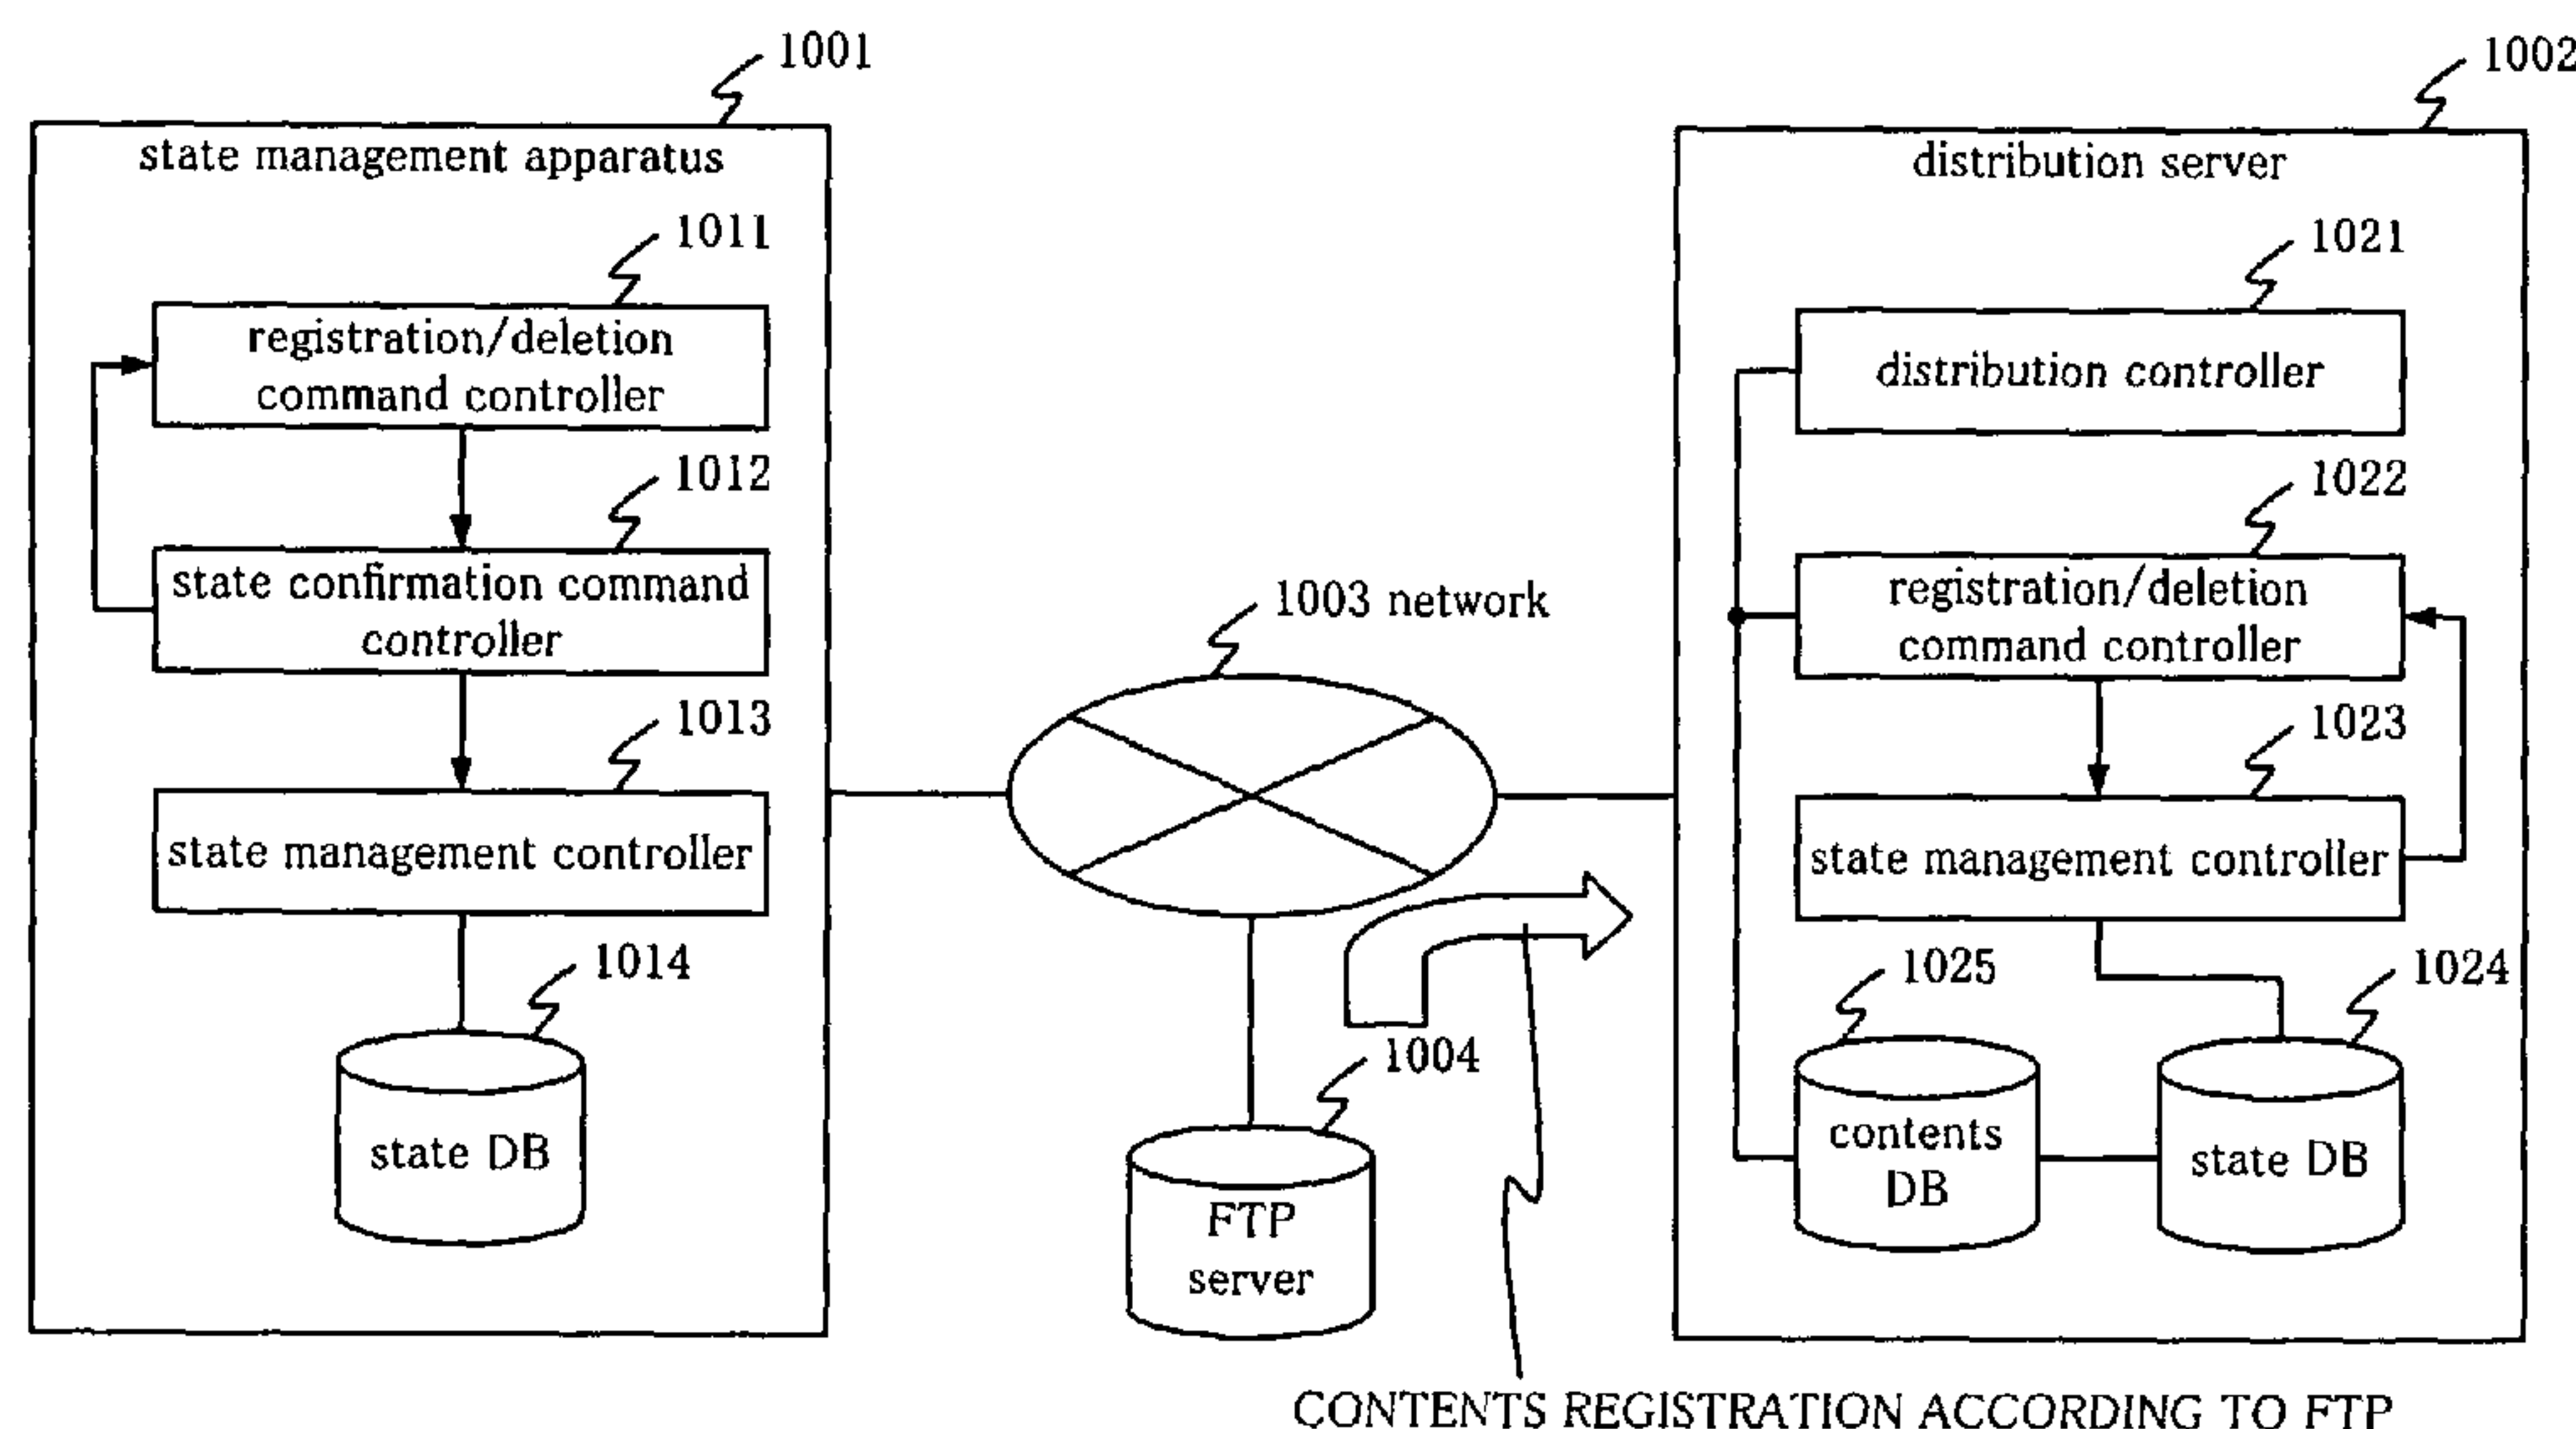 1001
1002
state management apparatus
distribution server
1011
1021
registration/deletion
command controller
distribution controller
1012
1022
state confirmation command
controller
registration/deletion
command controller
1003 network
1013
1023
state management controller
state management controller
1014
1025
1024
1004
state DB
contents
DB
state DB
FTP
server
CONTENTS REGISTRATION ACCORDING TO FTP